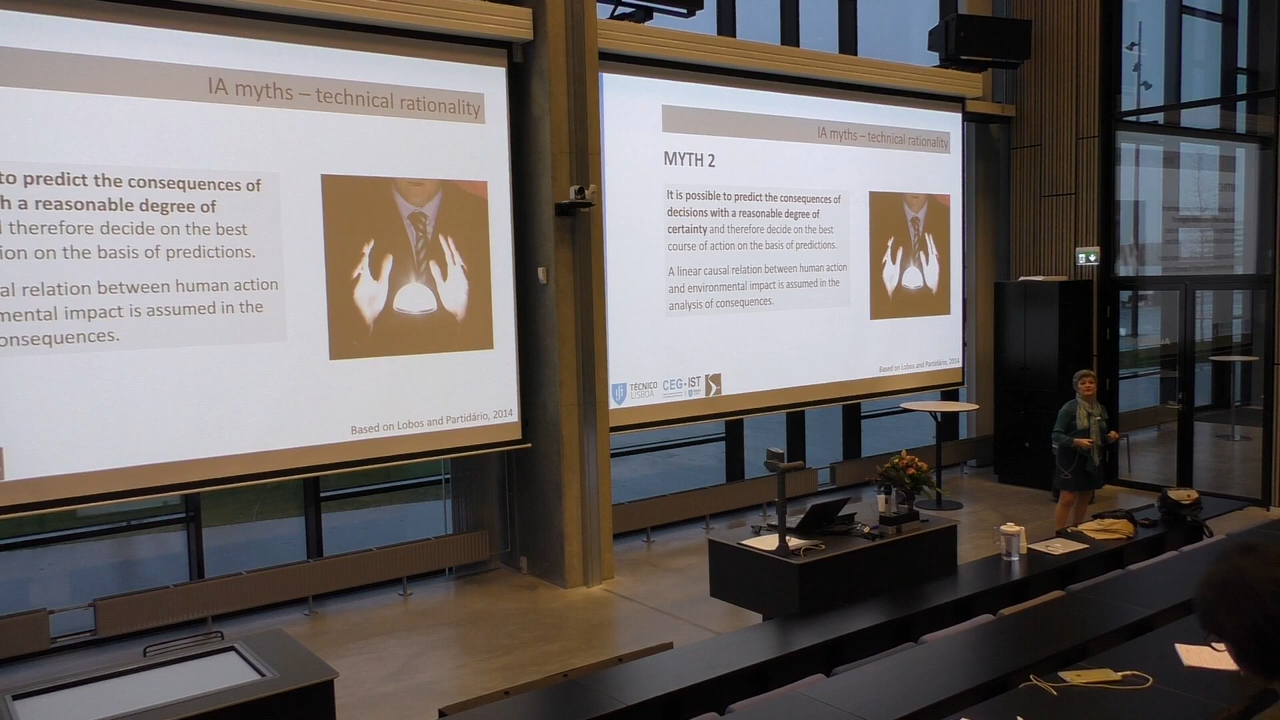 IA myths – technical rationality
to predict the consequences of
h a reasonable degree of
therefore decide on the best
ion on the basis of predictions.
al relation between human action
mental impact is assumed in the
onsequences.
Based on Lobos and Partidário, 2014
IA myths – technical rationality
MYTH 2
It is possible to predict the consequences of
decisions with a reasonable degree of
certainty and therefore decide on the best
course of action on the basis of predictions.
A linear causal relation between human action
and environmental impact is assumed in the
analysis of consequences.
Based on Lobos and Partidário, 2014
TÉCNICO
LISBOA
CEG-IST